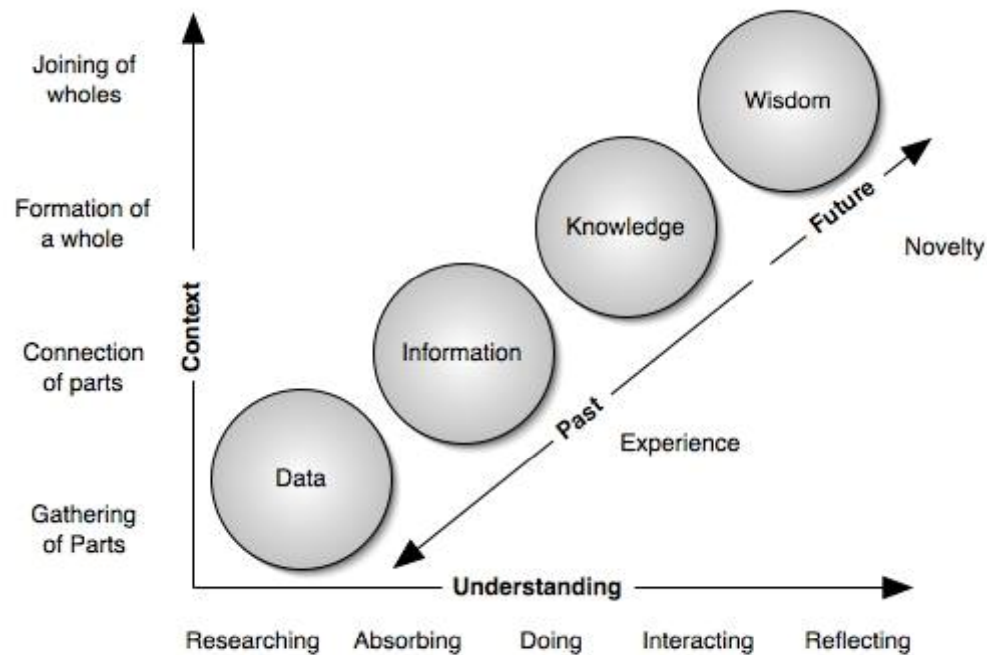 Joining of
wholes
Wisdom
Formation of
a whole
Knowledge
Future
Novelty
Context
Connection
of parts
Information
Past
Experience
Data
Gathering
of Parts
Understanding
Researching Absorbing Doing Interacting Reflecting